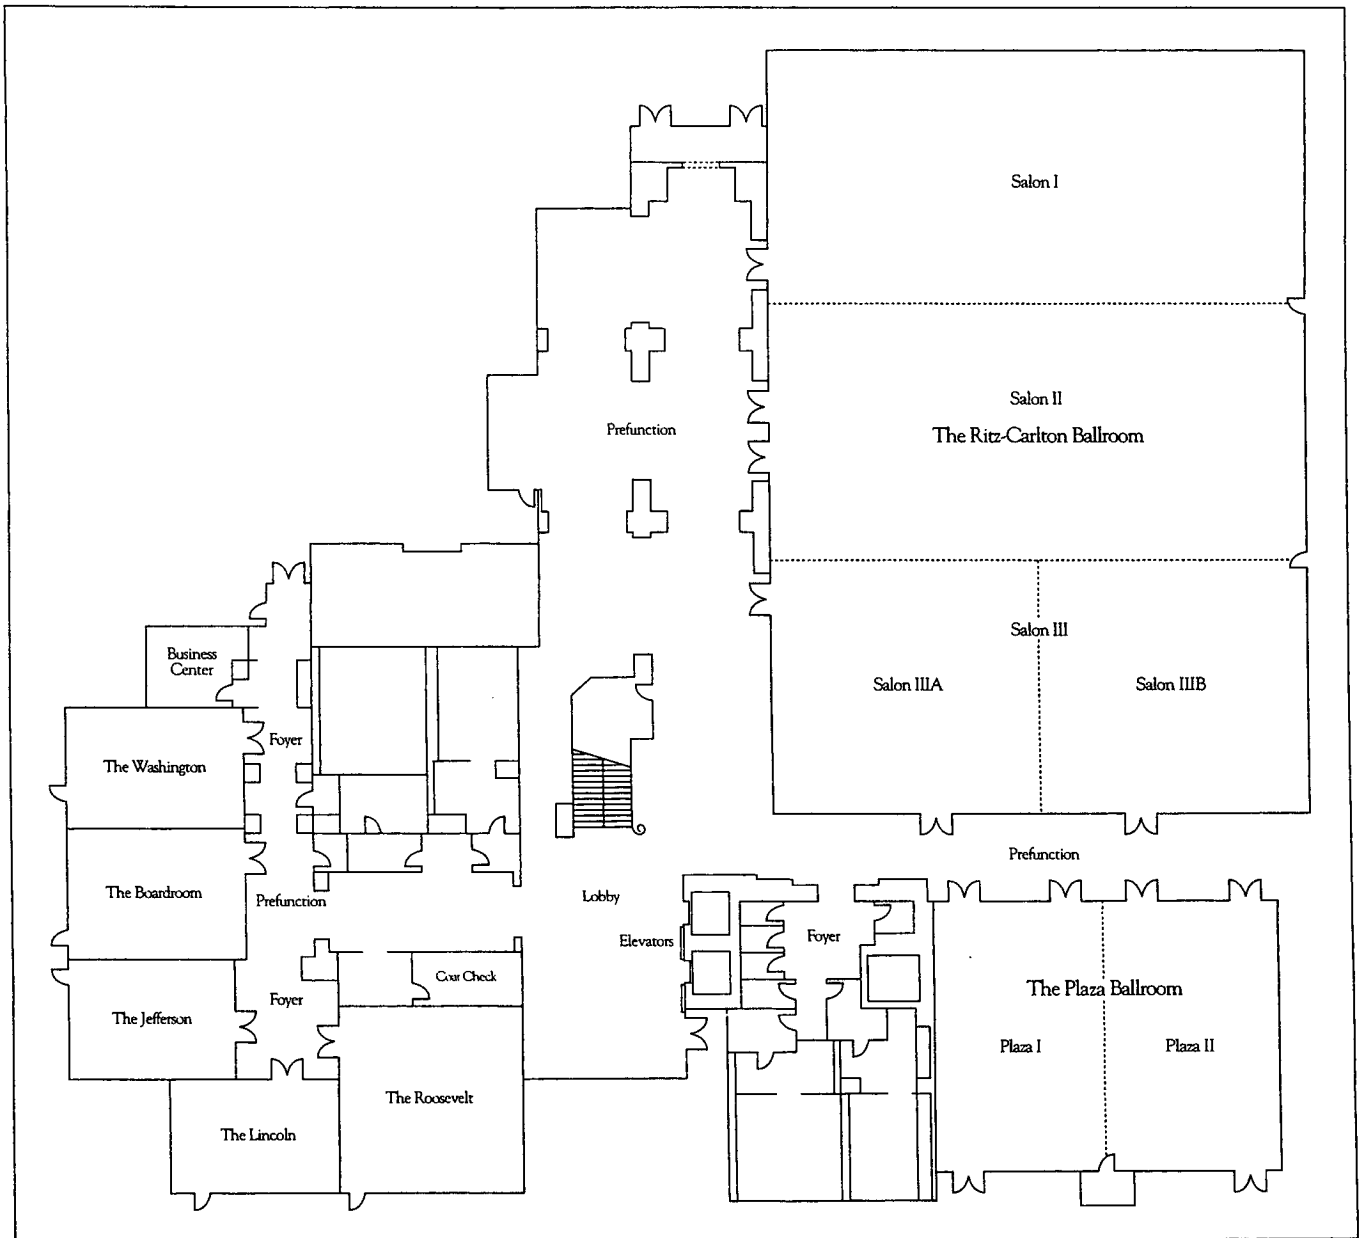 Salon I
Salon II
The Ritz-Carlton Ballroom
Prefunction
Salon III
Salon IIIA
Salon IIIB
Business
Center
Foyer
The Washington
Prefunction
The Boardroom
Prefunction
Lobby
Elevators
Foyer
Coat Check
The Plaza Ballroom
Foyer
The Jefferson
Plaza I
Plaza II
The Roosevelt
The Lincoln